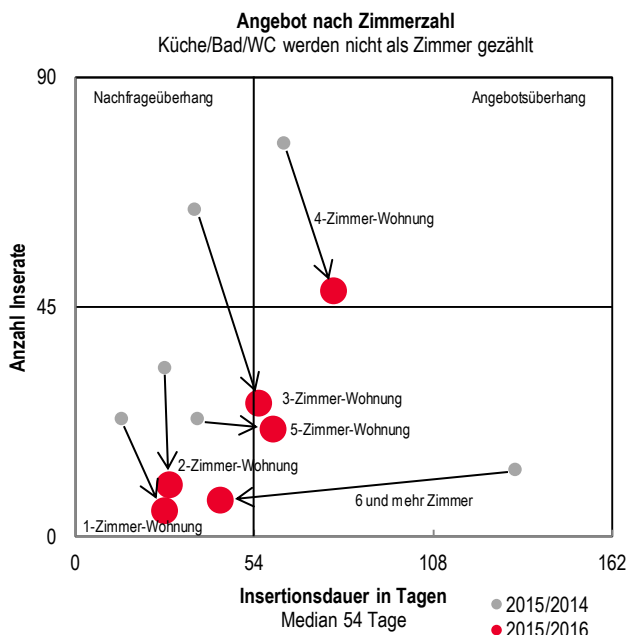 Angebot nach Zimmerzahl
Küche/Bad/WC werden nicht als Zimmer gezählt
90
Nachfrageüberhang
Angebotsüberhang
4-Zimmer-Wohnung
Anzahl Inserate
45
3-Zimmer-Wohnung
5-Zimmer-Wohnung
2-Zimmer-Wohnung
6 und mehr Zimmer
1-Zimmer-Wohnung
0
0 54 108 162
Insertionsdauer in Tagen
Median 54 Tage
2015/2014
2015/2016